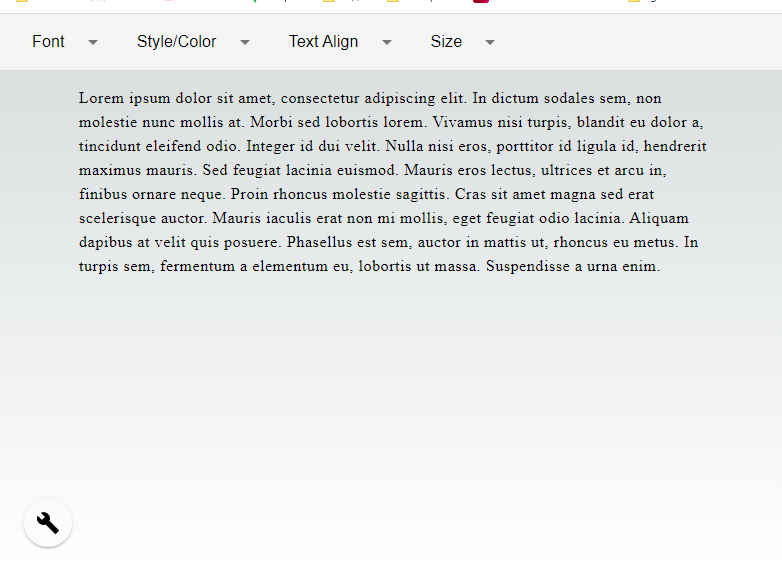 Font
Style/Color
Text Align
Size
Lorem ipsum dolor sit amet, consectetur adipiscing elit. In dictum sodales sem, non
molestie nunc mollis at. Morbi sed lobortis lorem. Vivamus nisi turpis, blandit eu dolor a,
tincidunt eleifend odio. Integer id dui velit. Nulla nisi eros, porttitor id ligula id, hendrerit
maximus mauris. Sed feugiat lacinia euismod. Mauris eros lectus, ultrices et arcu in,
finibus ornare neque. Proin rhoncus molestie sagittis. Cras sit amet magna sed erat
scelerisque auctor. Mauris iaculis erat non mi mollis, eget feugiat odio lacinia. Aliquam
dapibus at velit quis posuere. Phasellus est sem, auctor in mattis ut, rhoncus eu metus. In
turpis sem, fermentum a elementum eu, lobortis ut massa. Suspendisse a urna enim.